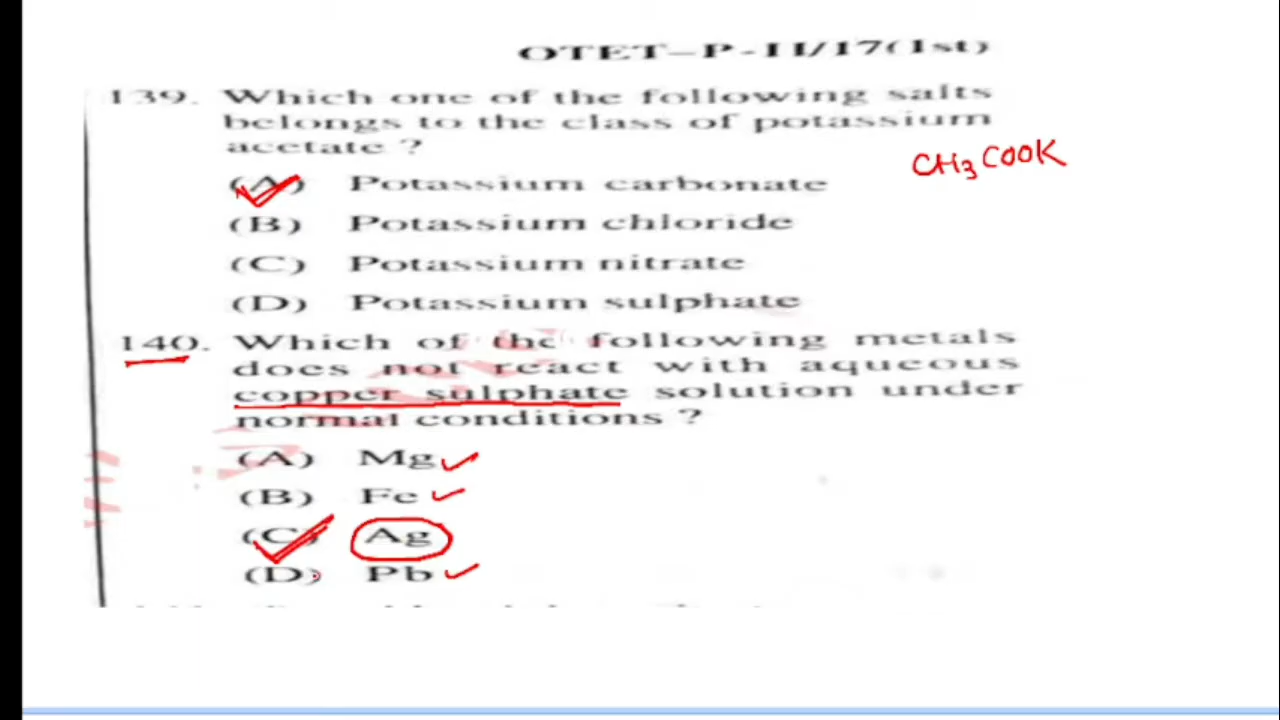 OTET-P-II/17(1st)
139. Which one of the following salts
belongs to the class of potassium
acetate ?
CH3COOK
(A) Potassium carbonate
(B) Potassium chloride
(C) Potassium nitrate
(D) Potassium sulphate
140. Which of the following metals
does not react with aqueous
copper sulphate solution under
normal conditions ?
(A) Mg
(B) Fe
(C) Ag
(D) Pb